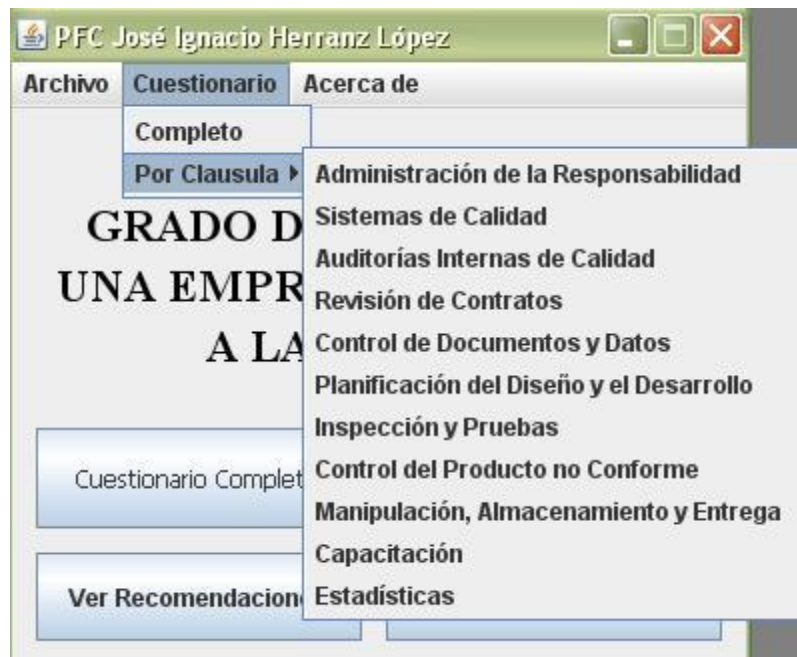 PFC José Ignacio Herranz López
Archivo Cuestionario Acerca de
Completo
Por Clausula
Administración de la Responsabilidad
Sistemas de Calidad
Auditorías Internas de Calidad
Revisión de Contratos
Control de Documentos y Datos
Planificación del Diseño y el Desarrollo
Inspección y Pruebas
Control del Producto no Conforme
Manipulación, Almacenamiento y Entrega
Capacitación
Estadísticas
GRADO D
UNA EMPR
A LA
Cuestionario Complet
Ver Recomendacion